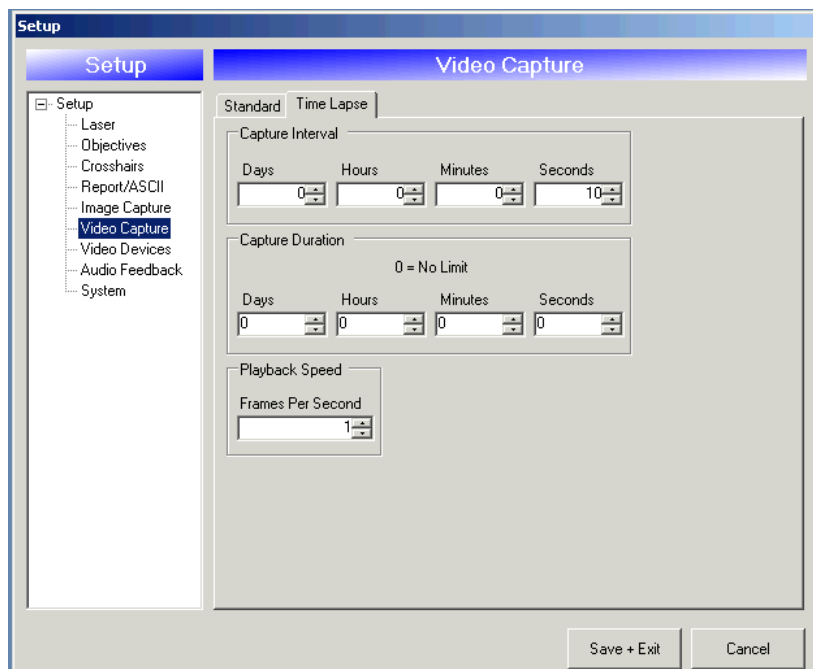 Setup
Setup
Video Capture
Setup
Laser
Objectives
Crosshairs
Report/ASCII
Image Capture
Video Capture
Video Devices
Audio Feedback
System
Standard
Time Lapse
Capture Interval
Days Hours Minutes Seconds
0 0 0 10
Capture Duration
0 = No Limit
Days Hours Minutes Seconds
0 0 0 0
Playback Speed
Frames Per Second
1
Save + Exit
Cancel